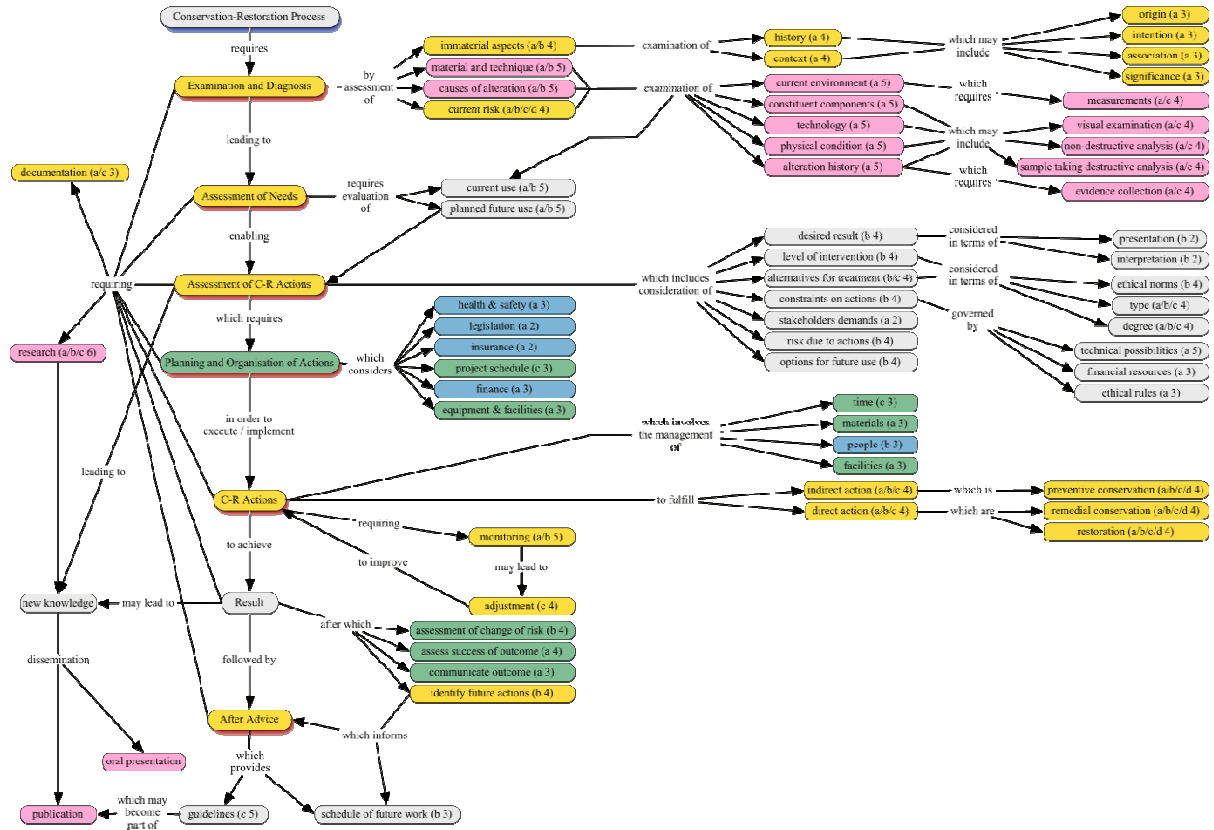 Conservation-Restoration Process
requires
Examination and Diagnosis
by
assessment
of
immaterial aspects (a/b 4)
material and technique (a/b 5)
causes of alteration (a/b 5)
current risk (a/b/c/d 4)
examination of
history (a 4)
context (a 4)
which may
include
origin (a 3)
intention (a 3)
association (a 3)
significance (a 3)
examination of
current environment (a 5)
constituent components (a 5)
technology (a 5)
physical condition (a 5)
alteration history (a 5)
which
requires
measurements (a/c 4)
which may
include
visual examination (a/c 4)
non-destructive analysis (a/c 4)
sample taking destructive analysis (a/c 4)
which
requires
evidence collection (a/c 4)
leading to
documentation (a/c 3)
Assessment of Needs
requires
evaluation
of
current use (a/b 5)
planned future use (a/b 5)
enabling
requiring
Assessment of C-R Actions
which includes
consideration of
desired result (b 4)
level of intervention (b 4)
alternatives for treatment (b/c 4)
constraints on actions (b 4)
stakeholders demands (a 2)
risk due to actions (b 4)
options for future use (b 4)
considered
in terms of
presentation (b 2)
interpretation (b 2)
considered
in terms of
ethical norms (b 4)
type (a/b/c 4)
degree (a/b/c 4)
governed
by
technical possibilities (a 5)
financial resources (a 3)
ethical rules (a 3)
which requires
research (a/b/c 6)
Planning and Organisation of Actions
which
considers
health & safety (a 3)
legislation (a 2)
insurance (a 2)
project schedule (c 3)
finance (a 3)
equipment & facilities (a 3)
in order to
execute / implement
which involves
the management
of
time (c 3)
materials (a 3)
people (b 3)
facilities (a 3)
leading to
C-R Actions
to fulfill
indirect action (a/b/c 4)
direct action (a/b/c 4)
which is
which are
preventive conservation (a/b/c/d 4)
remedial conservation (a/b/c/d 4)
restoration (a/b/c/d 4)
requiring
monitoring (a/b 5)
to achieve
to improve
may lead to
adjustment (c 4)
new knowledge
may lead to
Result
after which
assessment of change of risk (b 4)
assess success of outcome (a 4)
communicate outcome (a 3)
identify future actions (b 4)
dissemination
followed by
After Advice
which informs
oral presentation
which
provides
publication
which may
become
part of
guidelines (c 5)
schedule of future work (b 3)